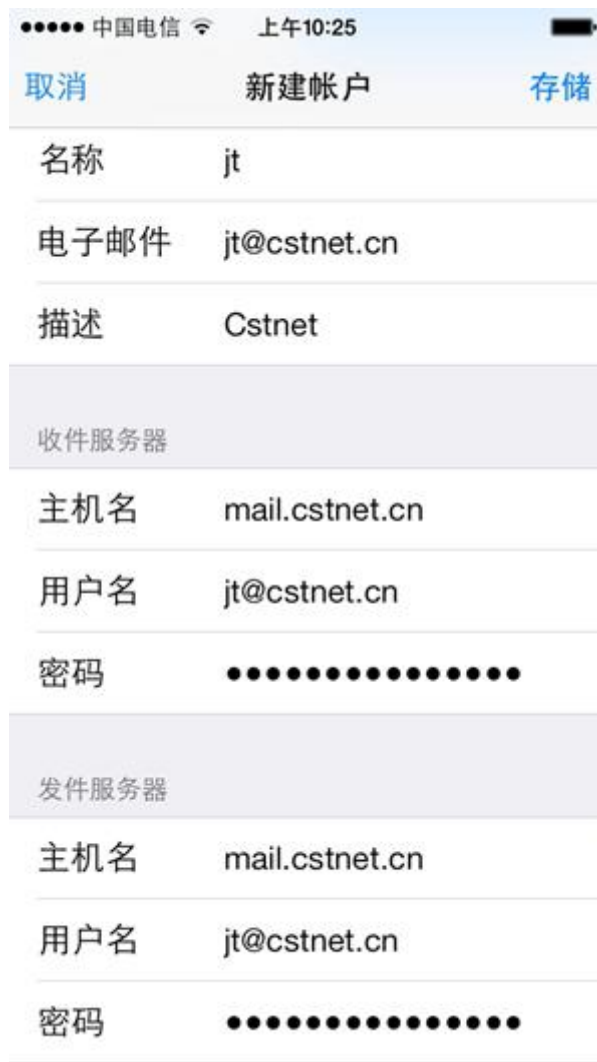 中国电信 上午10:25
取消 新建帐户 存储
名称 jt
电子邮件 jt@cstnet.cn
描述 Cstnet
收件服务器
主机名 mail.cstnet.cn
用户名 jt@cstnet.cn
密码 ●●●●●●●●●●●●●●●
发件服务器
主机名 mail.cstnet.cn
用户名 jt@cstnet.cn
密码 ●●●●●●●●●●●●●●●